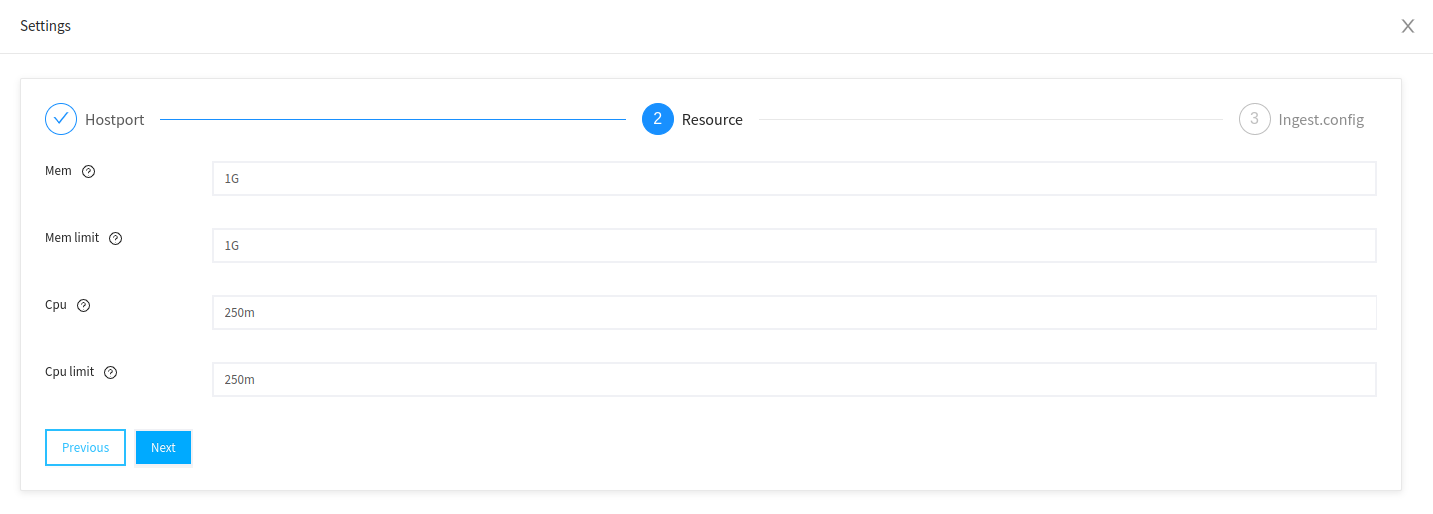 Settings
Hostport
2 Resource
3 Ingest.config
Mem
1G
Mem limit
1G
Cpu
250m
Cpu limit
250m
Previous Next